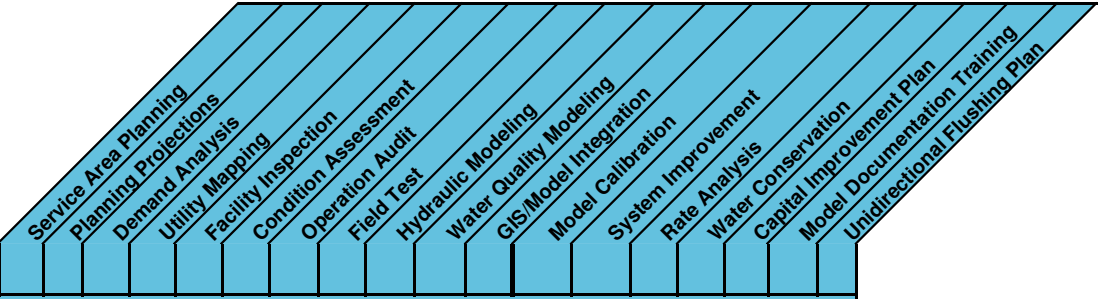 Service Area Planning
Planning Projections
Demand Analysis
Utility Mapping
Facility Inspection
Condition Assessment
Operation Audit
Field Test
Hydraulic Modeling
Water Quality Modeling
GIS/Model Integration
Model Calibration
System Improvement
Rate Analysis
Water Conservation
Capital Improvement Plan
Model Documentation Training
Unidirectional Flushing Plan